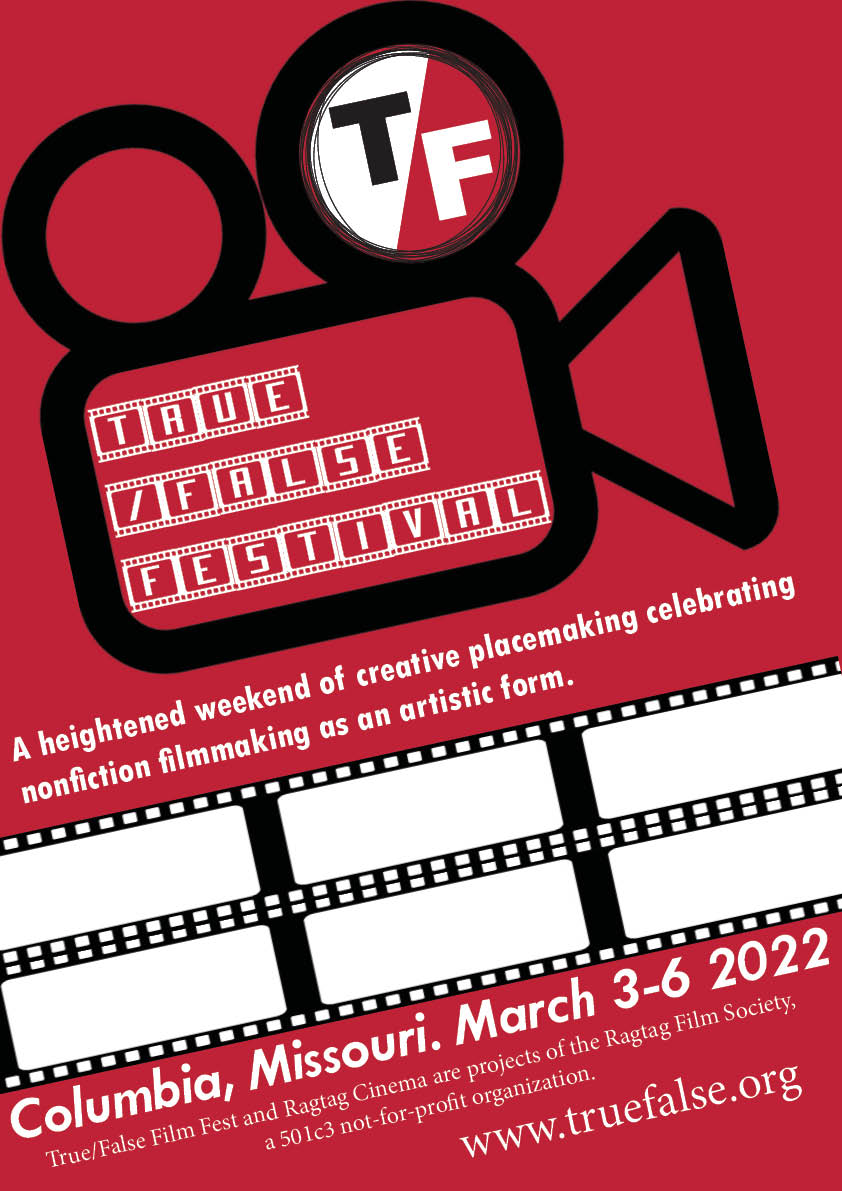 T/F
TRUE
/FALSE
FESTIVAL
A heightened weekend of creative placemaking celebrating
nonfiction filmmaking as an artistic form.
Columbia, Missouri. March 3-6 2022
True/False Film Fest and Ragtag Cinema are projects of the Ragtag Film Society,
a 501c3 not-for-profit organization.
www.truefalse.org